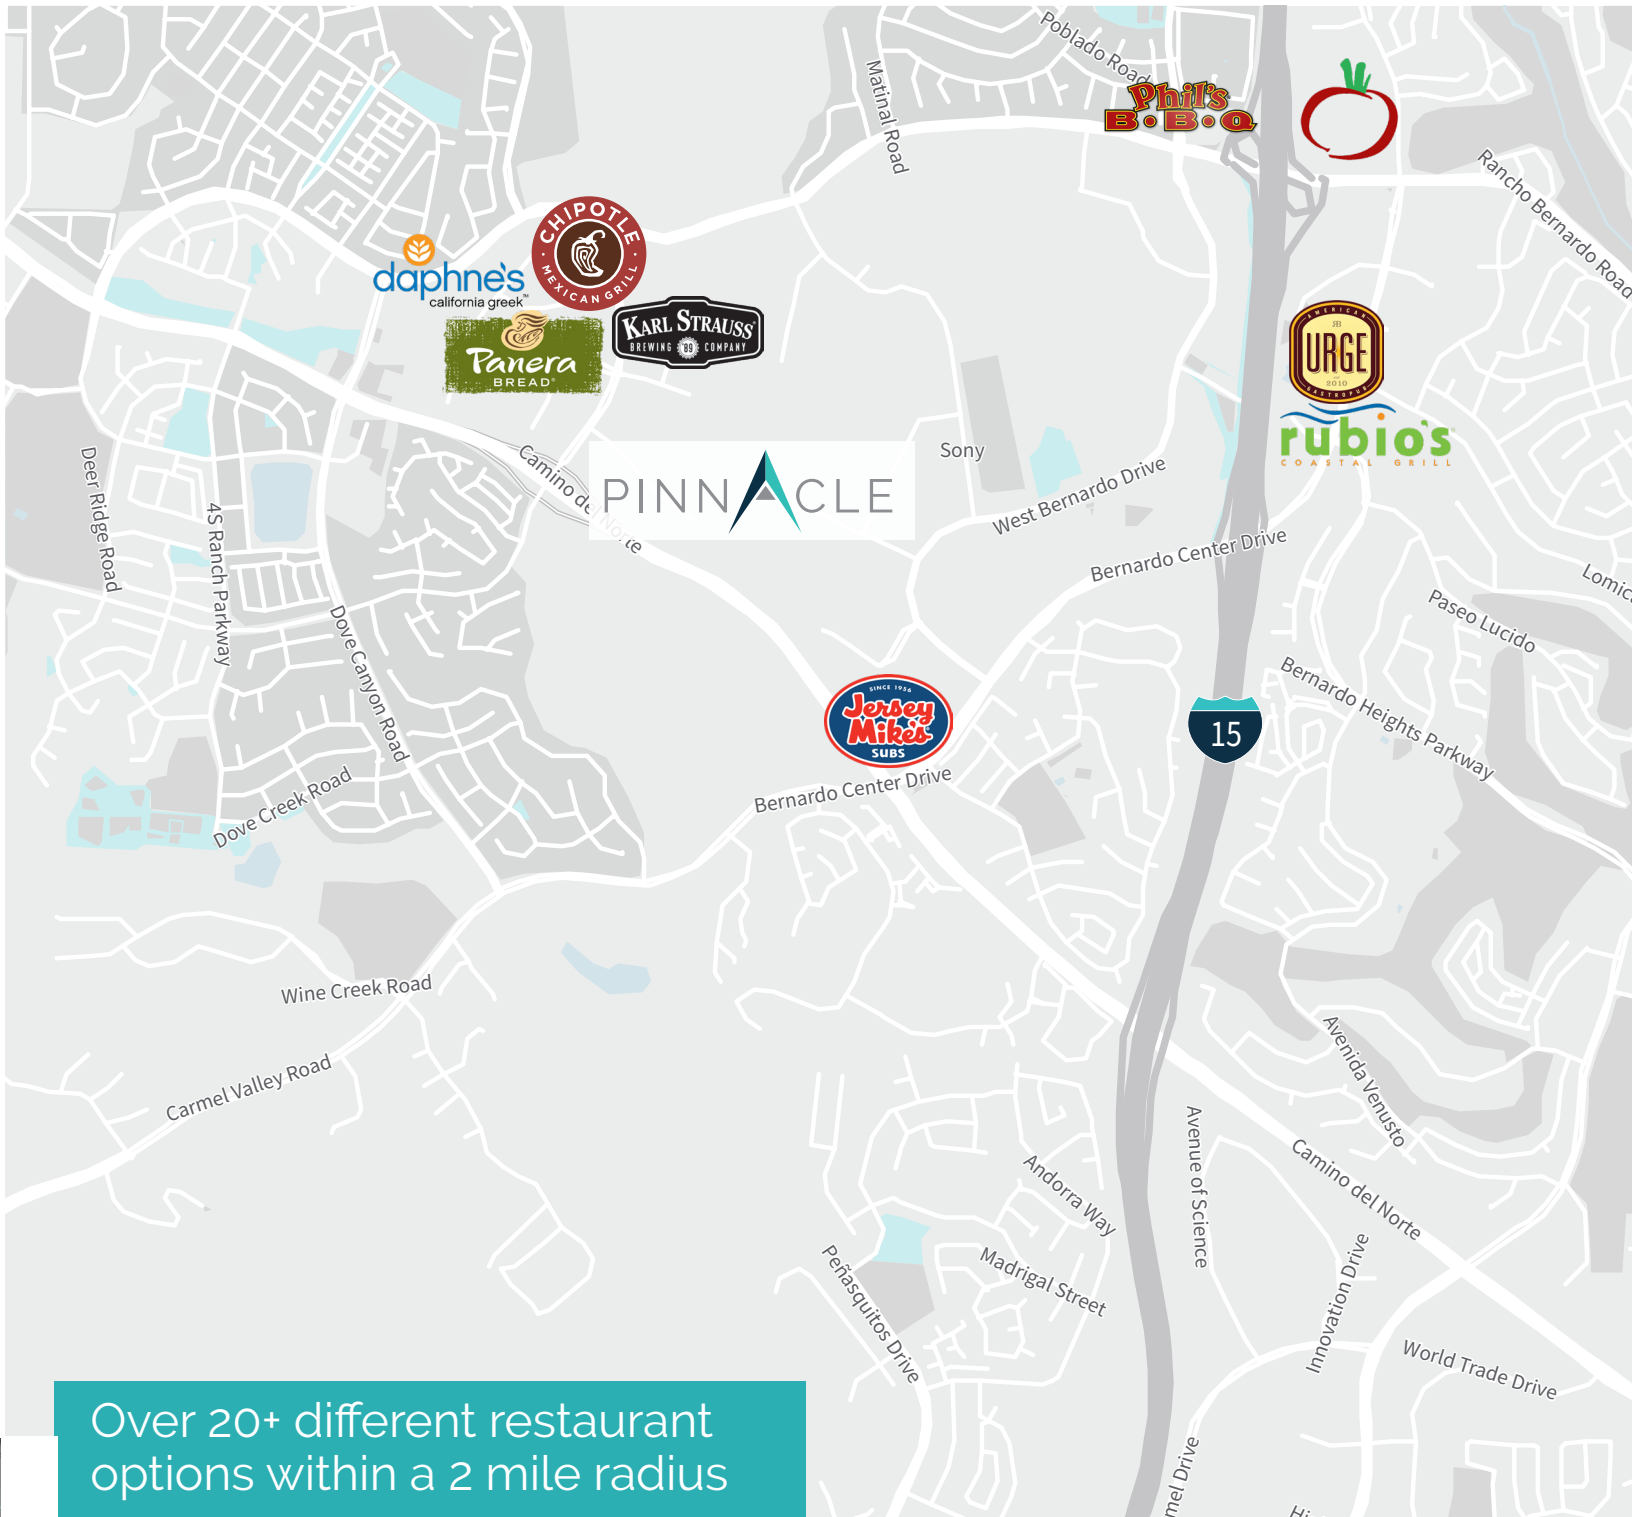 Poblado Road
Matinal Road
Phil's
B•B•Q
Rancho Bernardo Road
CHIPOTLE
MEXICAN GRILL
daphne's
california greek™
KARL STRAUSS
BREWING '89 COMPANY
Panera
BREAD®
AMERICAN
RB
URGE
2010
GASTROPUB
rubio's
COASTAL GRILL
Sony
Camino del Norte
PINNACLE
West Bernardo Drive
Bernardo Center Drive
Deer Ridge Road
4S Ranch Parkway
Dove Canyon Road
Paseo Lucido
Bernardo Heights Parkway
SINCE 1956
Jersey
Mike's
SUBS
15
Bernardo Center Drive
Dove Creek Road
Wine Creek Road
Carmel Valley Road
Avenida Venusto
Avenue of Science
Andorra Way
Madrigal Street
Camino del Norte
Peñasquitos Drive
Innovation Drive
World Trade Drive
mel Drive
Over 20+ different restaurant
options within a 2 mile radius